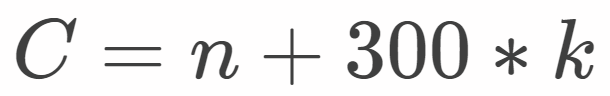 C = n + 300 * k